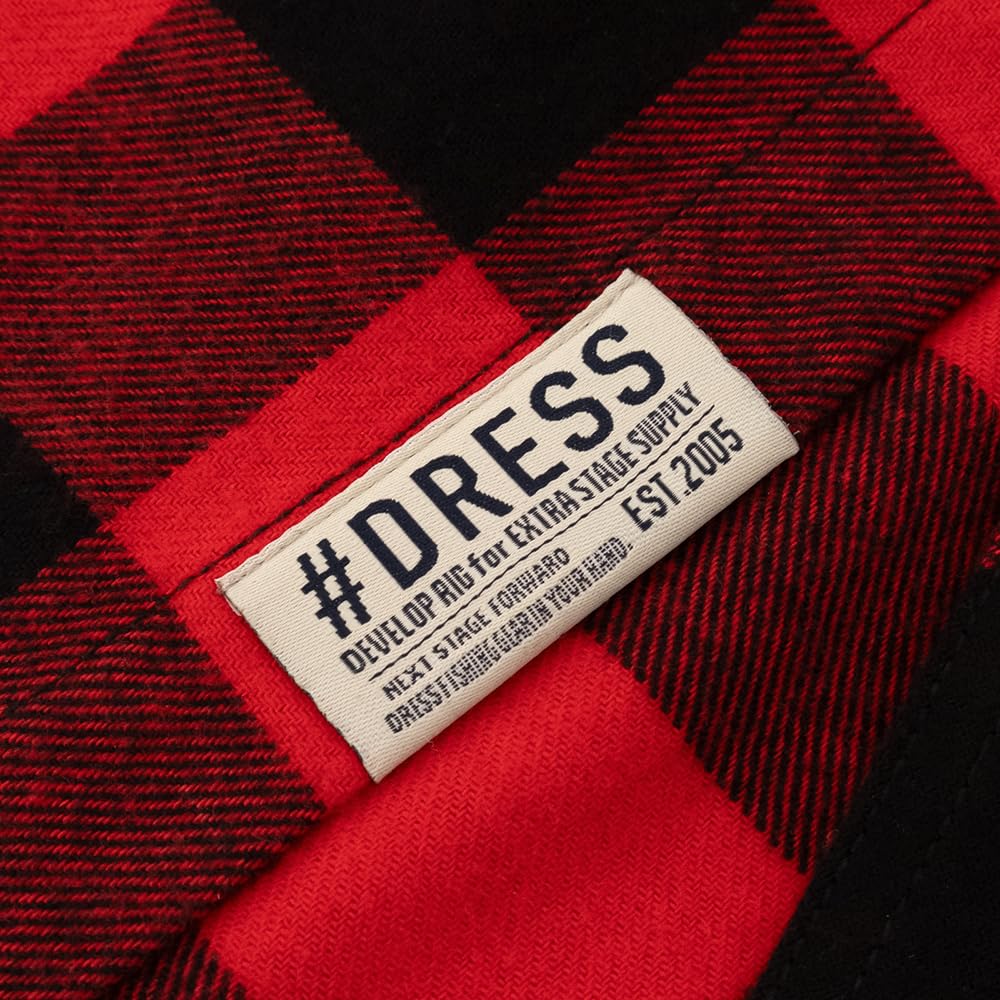 #DRESS
DEVELOP RIG for EXTRA STAGE SUPPLY
EST.2005
NEXT STAGE FORWARD
DRESS FISHING GEAR IN YOUR HAND.